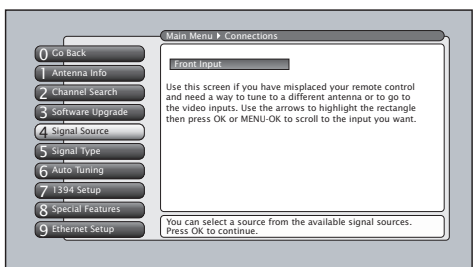 Main Menu ▶ Connections
0 Go Back
1 Antenna Info
2 Channel Search
3 Software Upgrade
4 Signal Source
5 Signal Type
6 Auto Tuning
7 1394 Setup
8 Special Features
9 Ethernet Setup
Front Input
Use this screen if you have misplaced your remote control
and need a way to tune to a different antenna or to go to
the video inputs. Use the arrows to highlight the rectangle
then press OK or MENU-OK to scroll to the input you want.
You can select a source from the available signal sources.
Press OK to continue.